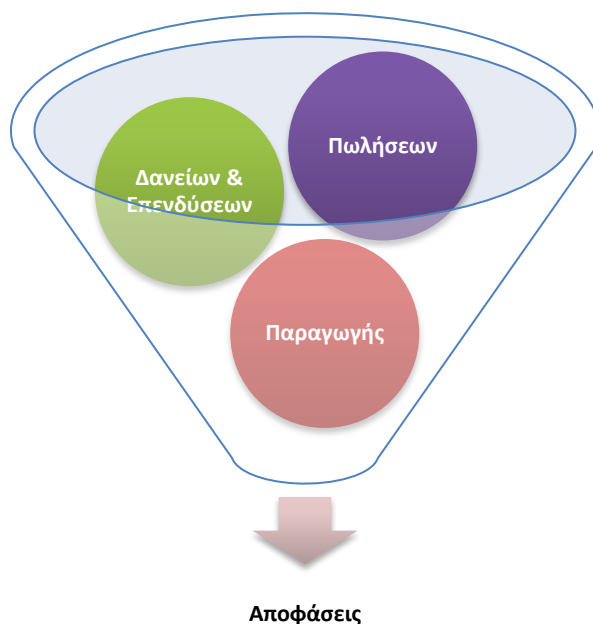 Πωλήσεων
Δανείων &
Επενδύσεων
Παραγωγής
Αποφάσεις